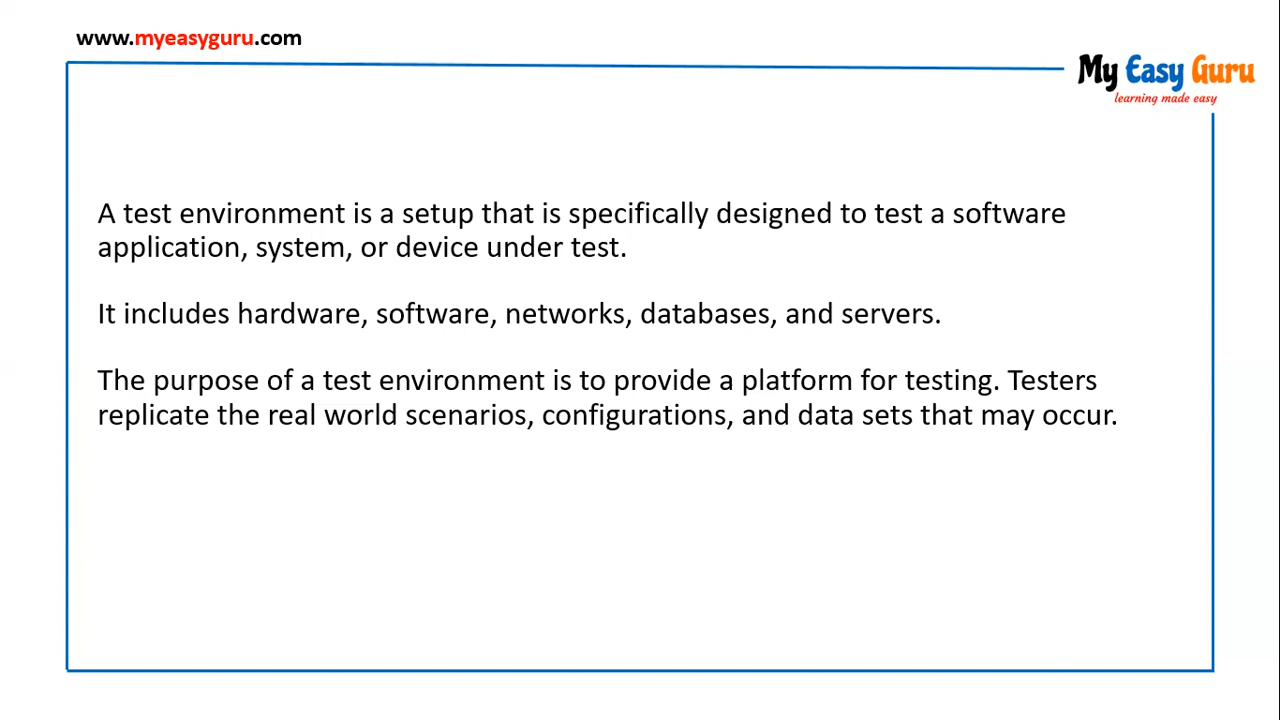 www.myeasyguru.com
My Easy Guru
learning made easy
A test environment is a setup that is specifically designed to test a software
application, system, or device under test.
It includes hardware, software, networks, databases, and servers.
The purpose of a test environment is to provide a platform for testing. Testers
replicate the real world scenarios, configurations, and data sets that may occur.